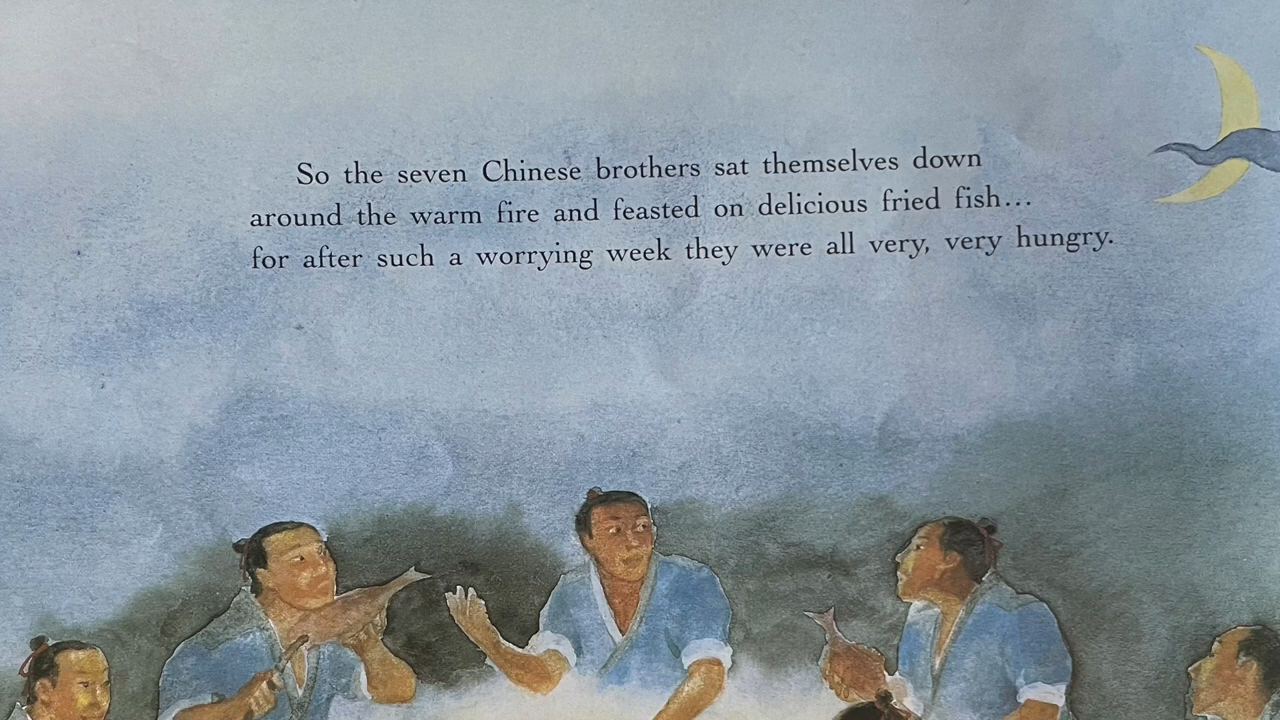 So the seven Chinese brothers sat themselves down
around the warm fire and feasted on delicious fried fish...
for after such a worrying week they were all very, very hungry.